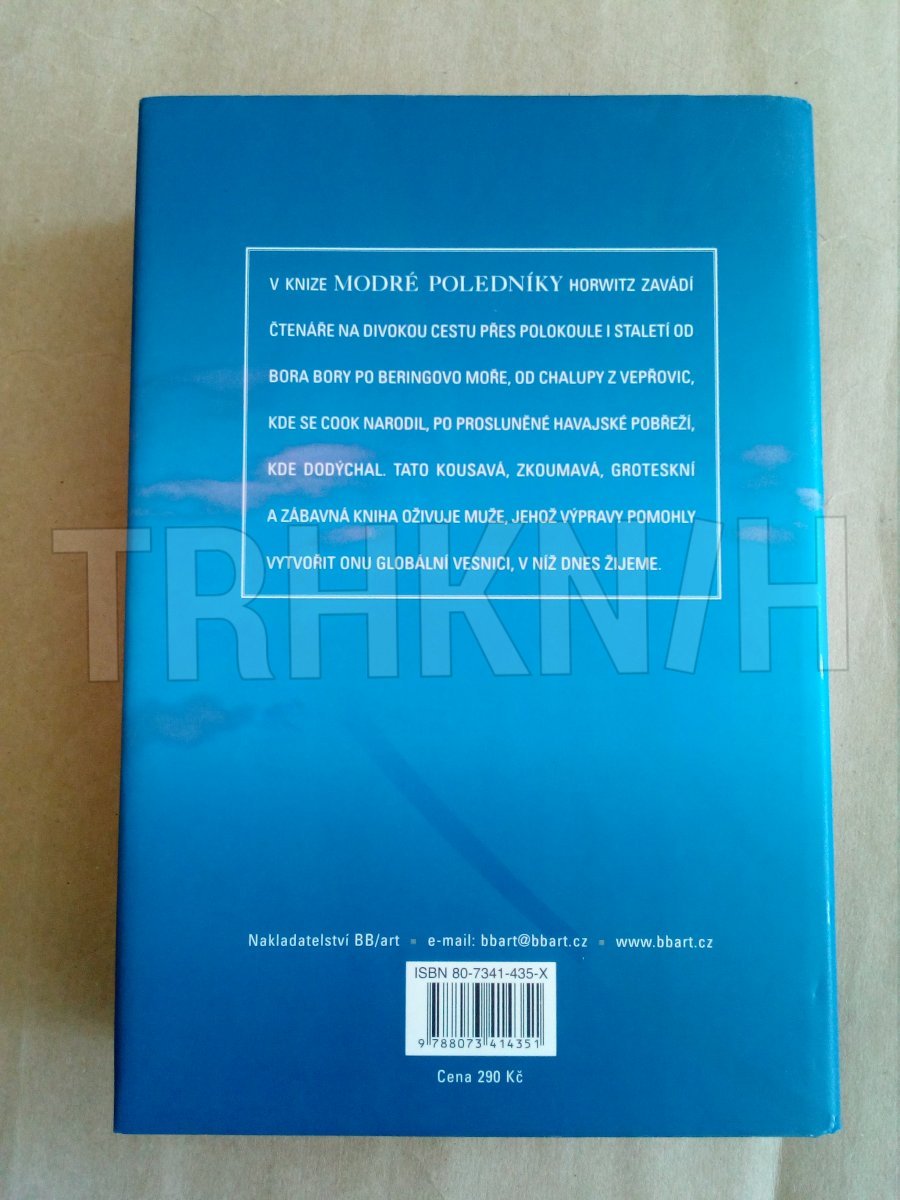 V KNIZE MODRÉ POLEDNÍKY HORWITZ ZAVÁDÍ
ČTENÁŘE NA DIVOKOU CESTU PŘES POLOKOULE I STALETÍ OD
BORA BORY PO BERINGOVO MOŘE, OD CHALUPY Z VEPŘOVIC,
KDE SE COOK NARODIL, PO PROSLUNĚNÉ HAVAJSKÉ POBŘEŽÍ,
KDE DODÝCHAL. TATO KOUSAVÁ, ZKOUMAVÁ, GROTESKNÍ
A ZÁBAVNÁ KNIHA OŽIVUJE MUŽE, JEHOŽ VÝPRAVY POMOHLY
VYTVOŘIT ONU GLOBÁLNÍ VESNICI, V NÍŽ DNES ŽIJEME.
TRHKNIH
Nakladatelství BB/art ▪ e-mail: bbart@bbart.cz ▪ www.bbart.cz
ISBN 80-7341-435-X
9 788073 414351
Cena 290 Kč